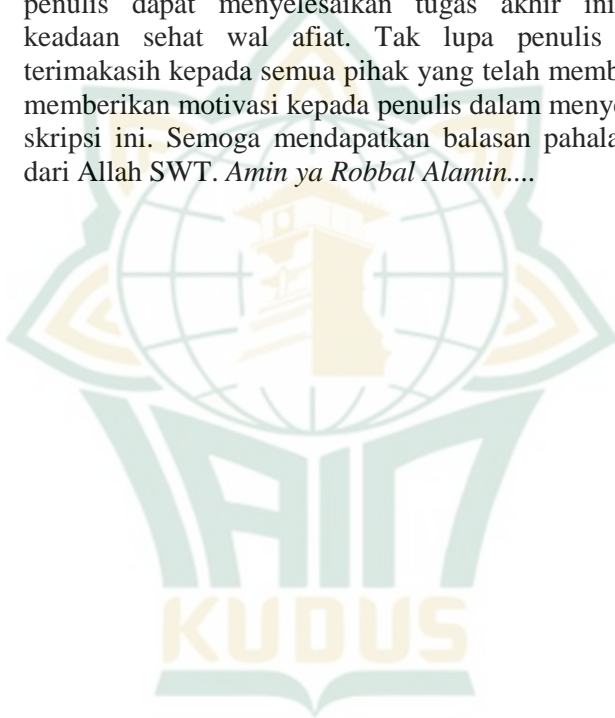 penulis dapat menyelesaikan tugas akhir ini
keadaan sehat wal afiat. Tak lupa penulis
terimakasih kepada semua pihak yang telah memb
memberikan motivasi kepada penulis dalam menye
skripsi ini. Semoga mendapatkan balasan pahala
dari Allah SWT. Amin ya Robbal Alamin....
IAIN
KUDUS